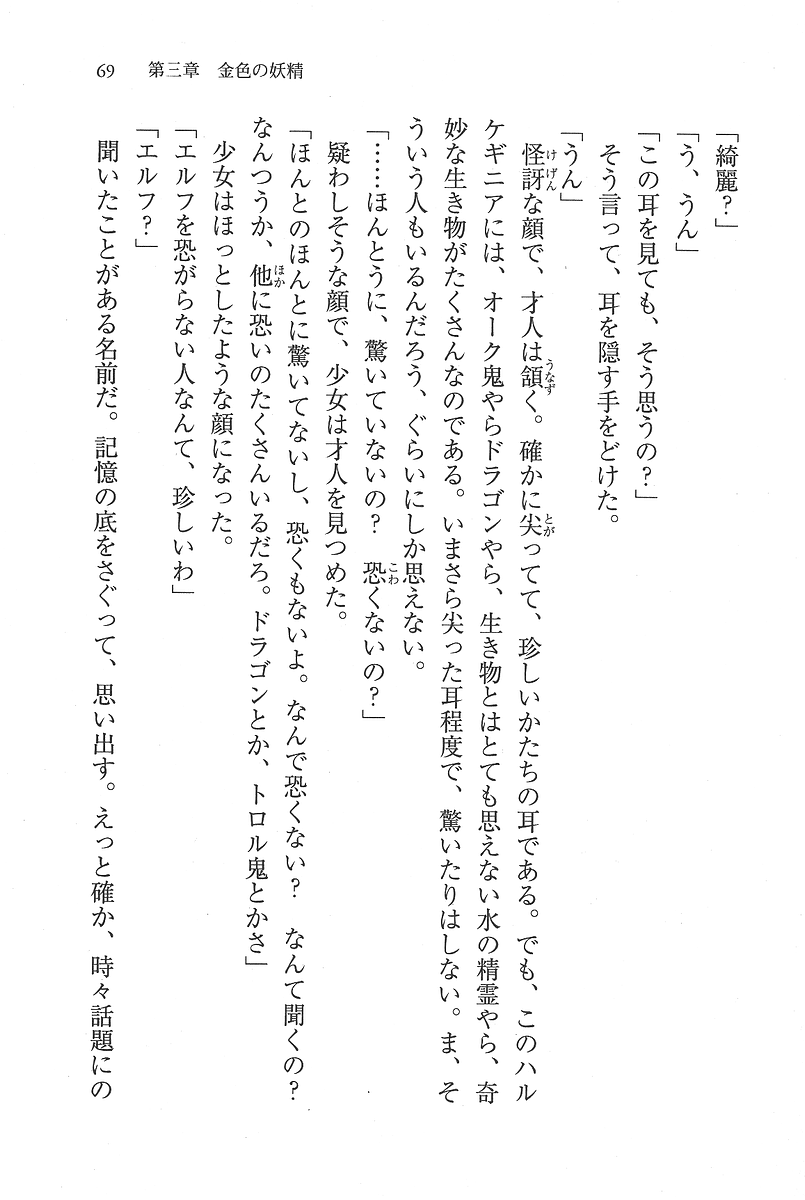 69　第三章　金色の妖精
「綺麗？」
「う、うん」
「この耳を見ても、そう思うの？」
そう言って、耳を隠す手をどけた。
「うん」
怪訝な顔で、才人は頷く。確かに尖ってて、珍しいかたちの耳である。でも、このハル
ケギニアには、オーク鬼やらドラゴンやら、生き物とはとても思えない水の精霊やら、奇
妙な生き物がたくさんなのである。いまさら尖った耳程度で、驚いたりはしない。ま、そ
ういう人もいるんだろう、ぐらいにしか思えない。
「……ほんとうに、驚いていないの？　恐くないの？」
疑わしそうな顔で、少女は才人を見つめた。
「ほんとのほんとに驚いてないし、恐くもないよ。なんで恐くない？　なんて聞くの？
なんつうか、他に恐いのたくさんいるだろ。ドラゴンとか、トロル鬼とかさ」
少女はほっとしたような顔になった。
「エルフを恐がらない人なんて、珍しいわ」
「エルフ？」
聞いたことがある名前だ。記憶の底をさぐって、思い出す。えっと確か、時々話題にの